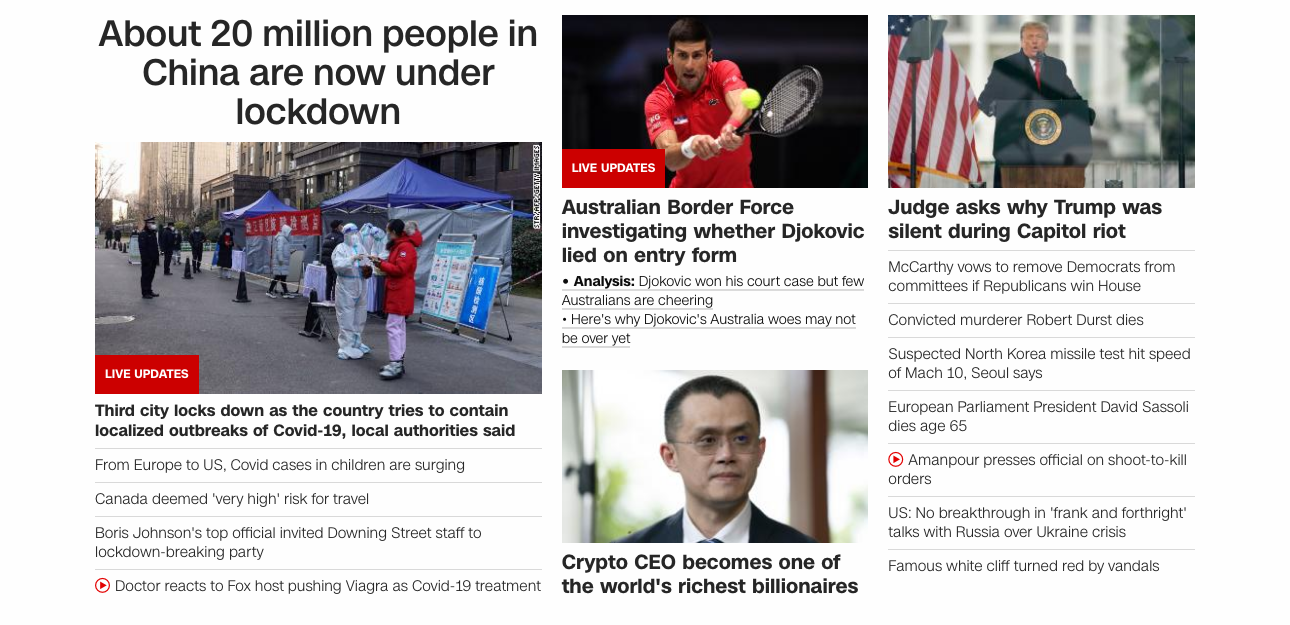 About 20 million people in
China are now under
lockdown
STR/AFP/GETTY IMAGES
LIVE UPDATES
Third city locks down as the country tries to contain
localized outbreaks of Covid-19, local authorities said
From Europe to US, Covid cases in children are surging
Canada deemed 'very high' risk for travel
Boris Johnson's top official invited Downing Street staff to
lockdown-breaking party
Doctor reacts to Fox host pushing Viagra as Covid-19 treatment
LIVE UPDATES
Australian Border Force
investigating whether Djokovic
lied on entry form
• Analysis: Djokovic won his court case but few
Australians are cheering
• Here's why Djokovic's Australia woes may not
be over yet
Crypto CEO becomes one of
the world's richest billionaires
Judge asks why Trump was
silent during Capitol riot
McCarthy vows to remove Democrats from
committees if Republicans win House
Convicted murderer Robert Durst dies
Suspected North Korea missile test hit speed
of Mach 10, Seoul says
European Parliament President David Sassoli
dies age 65
Amanpour presses official on shoot-to-kill
orders
US: No breakthrough in 'frank and forthright'
talks with Russia over Ukraine crisis
Famous white cliff turned red by vandals